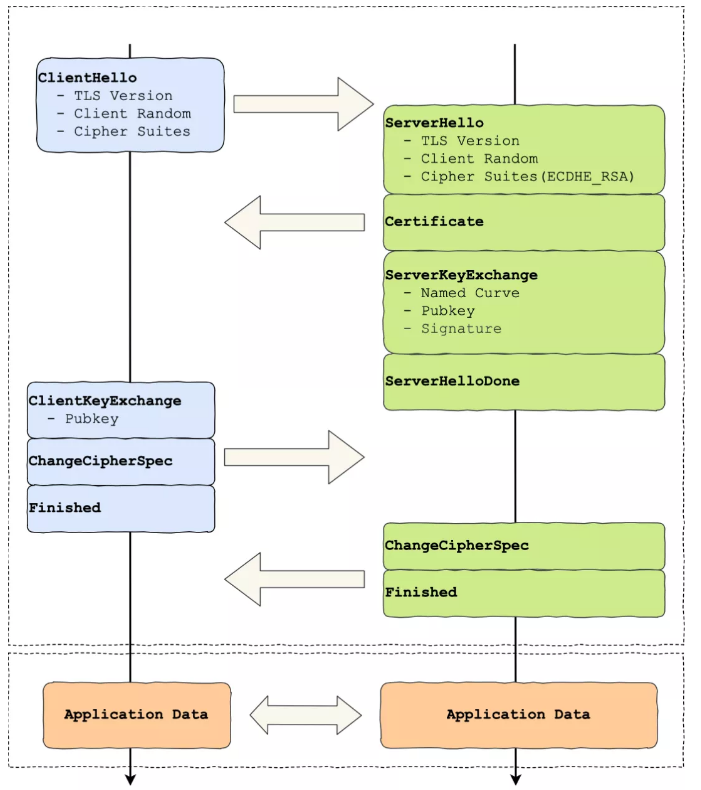 ClientHello
- TLS Version
- Client Random
- Cipher Suites
ServerHello
- TLS Version
- Client Random
- Cipher Suites(ECDHE_RSA)
Certificate
ServerKeyExchange
- Named Curve
- Pubkey
- Signature
ServerHelloDone
ClientKeyExchange
- Pubkey
ChangeCipherSpec
Finished
ChangeCipherSpec
Finished
Application Data
Application Data